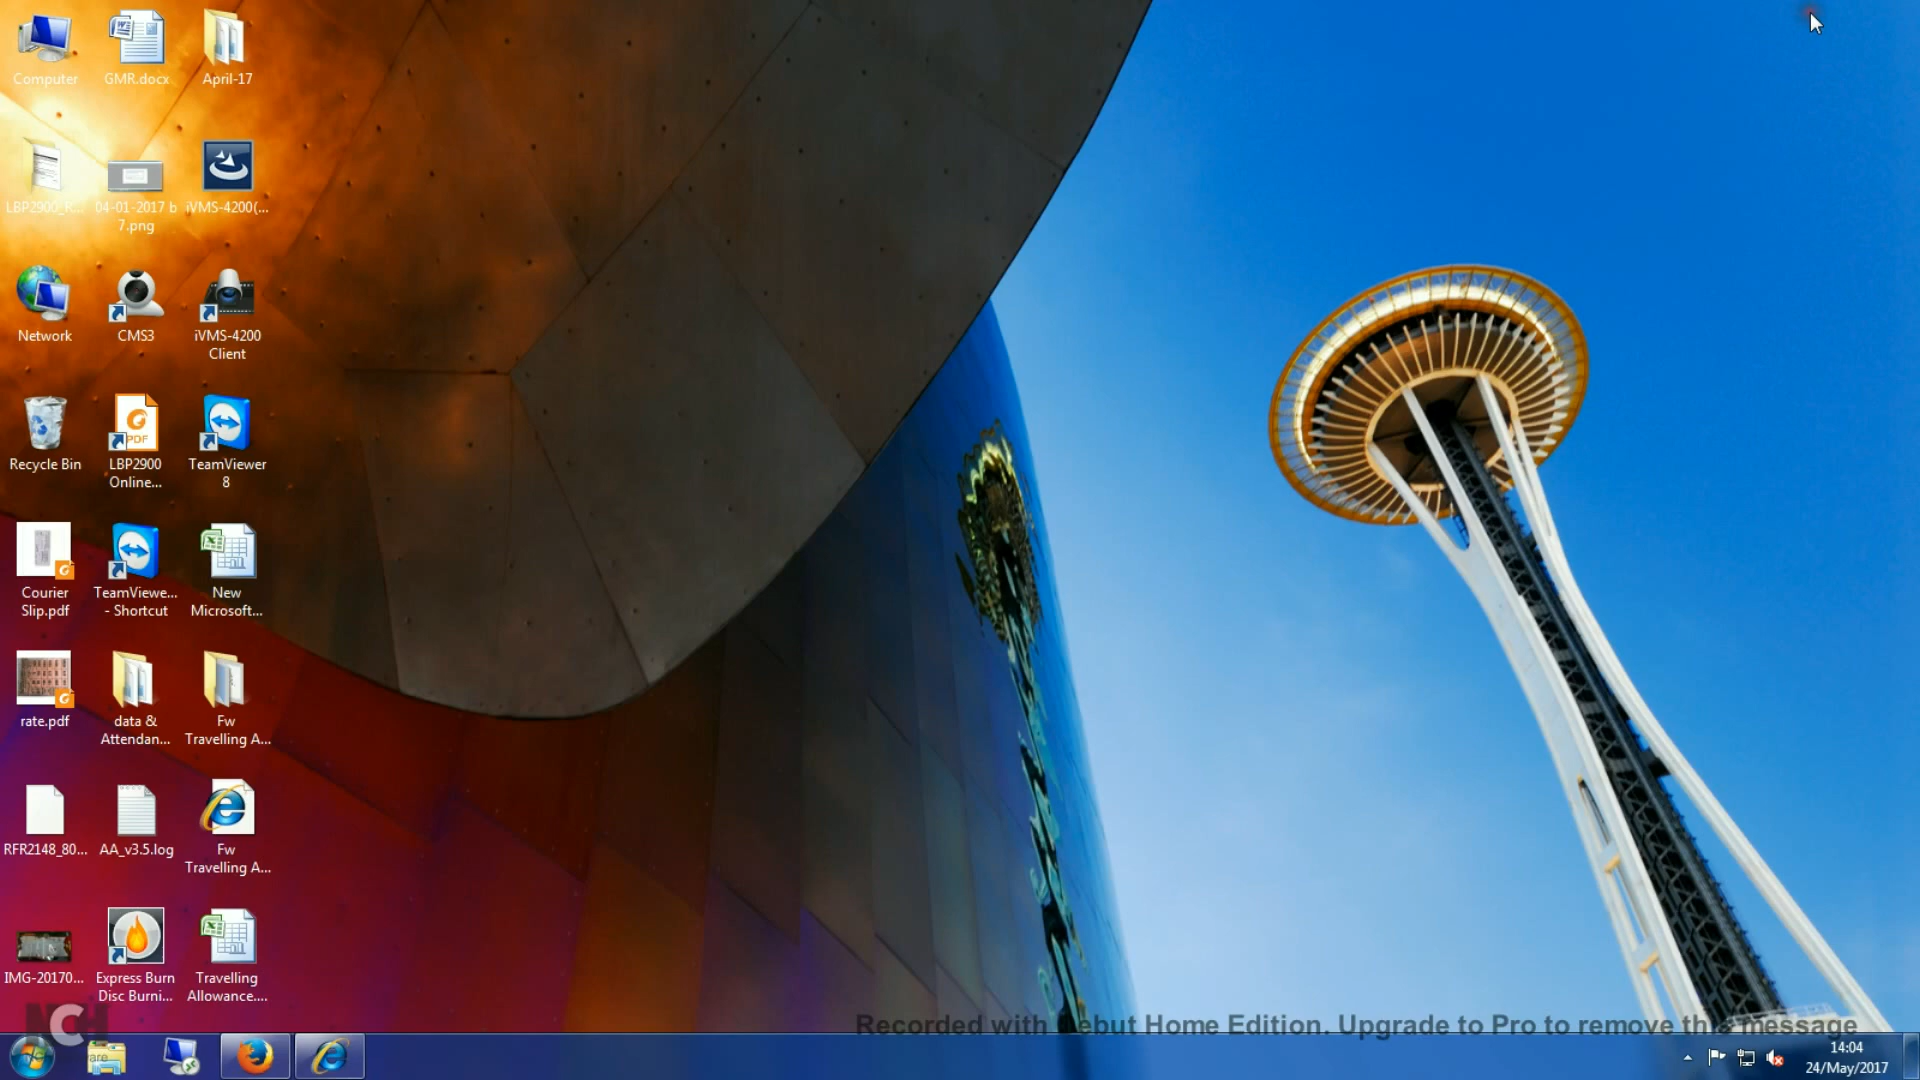 Computer
GMR.docx
April-17
LBP2900_R...
04-01-2017 b
7.png
iVMS-4200(...
Network
CMS3
iVMS-4200
Client
Recycle Bin
PDF
LBP2900
Online...
TeamViewer
8
Courier
Slip.pdf
TeamViewe...
- Shortcut
New
Microsoft...
rate.pdf
data &
Attendan...
Fw
Travelling A...
RFR2148_80...
AA_v3.5.log
Fw
Travelling A...
IMG-20170...
Express Burn
Disc Burni...
Travelling
Allowance....
NCH
Recorded with Debut Home Edition. Upgrade to Pro to remove this message
14:04
24/May/2017